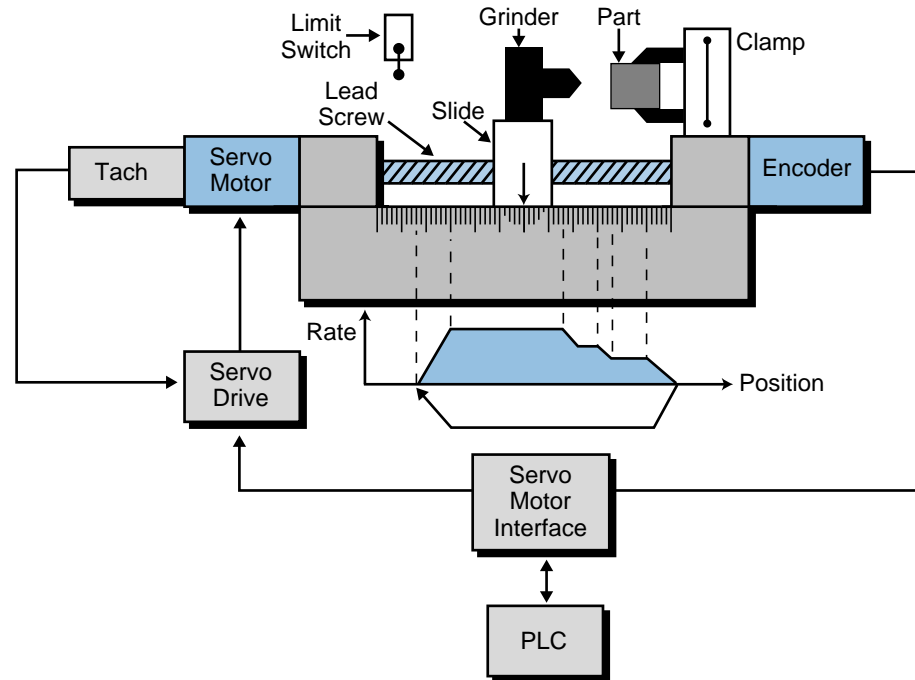 Limit
Switch
Grinder
Part
Clamp
Lead
Screw
Slide
Tach
Servo
Motor
Encoder
Rate
Position
Servo
Drive
Servo
Motor
Interface
PLC